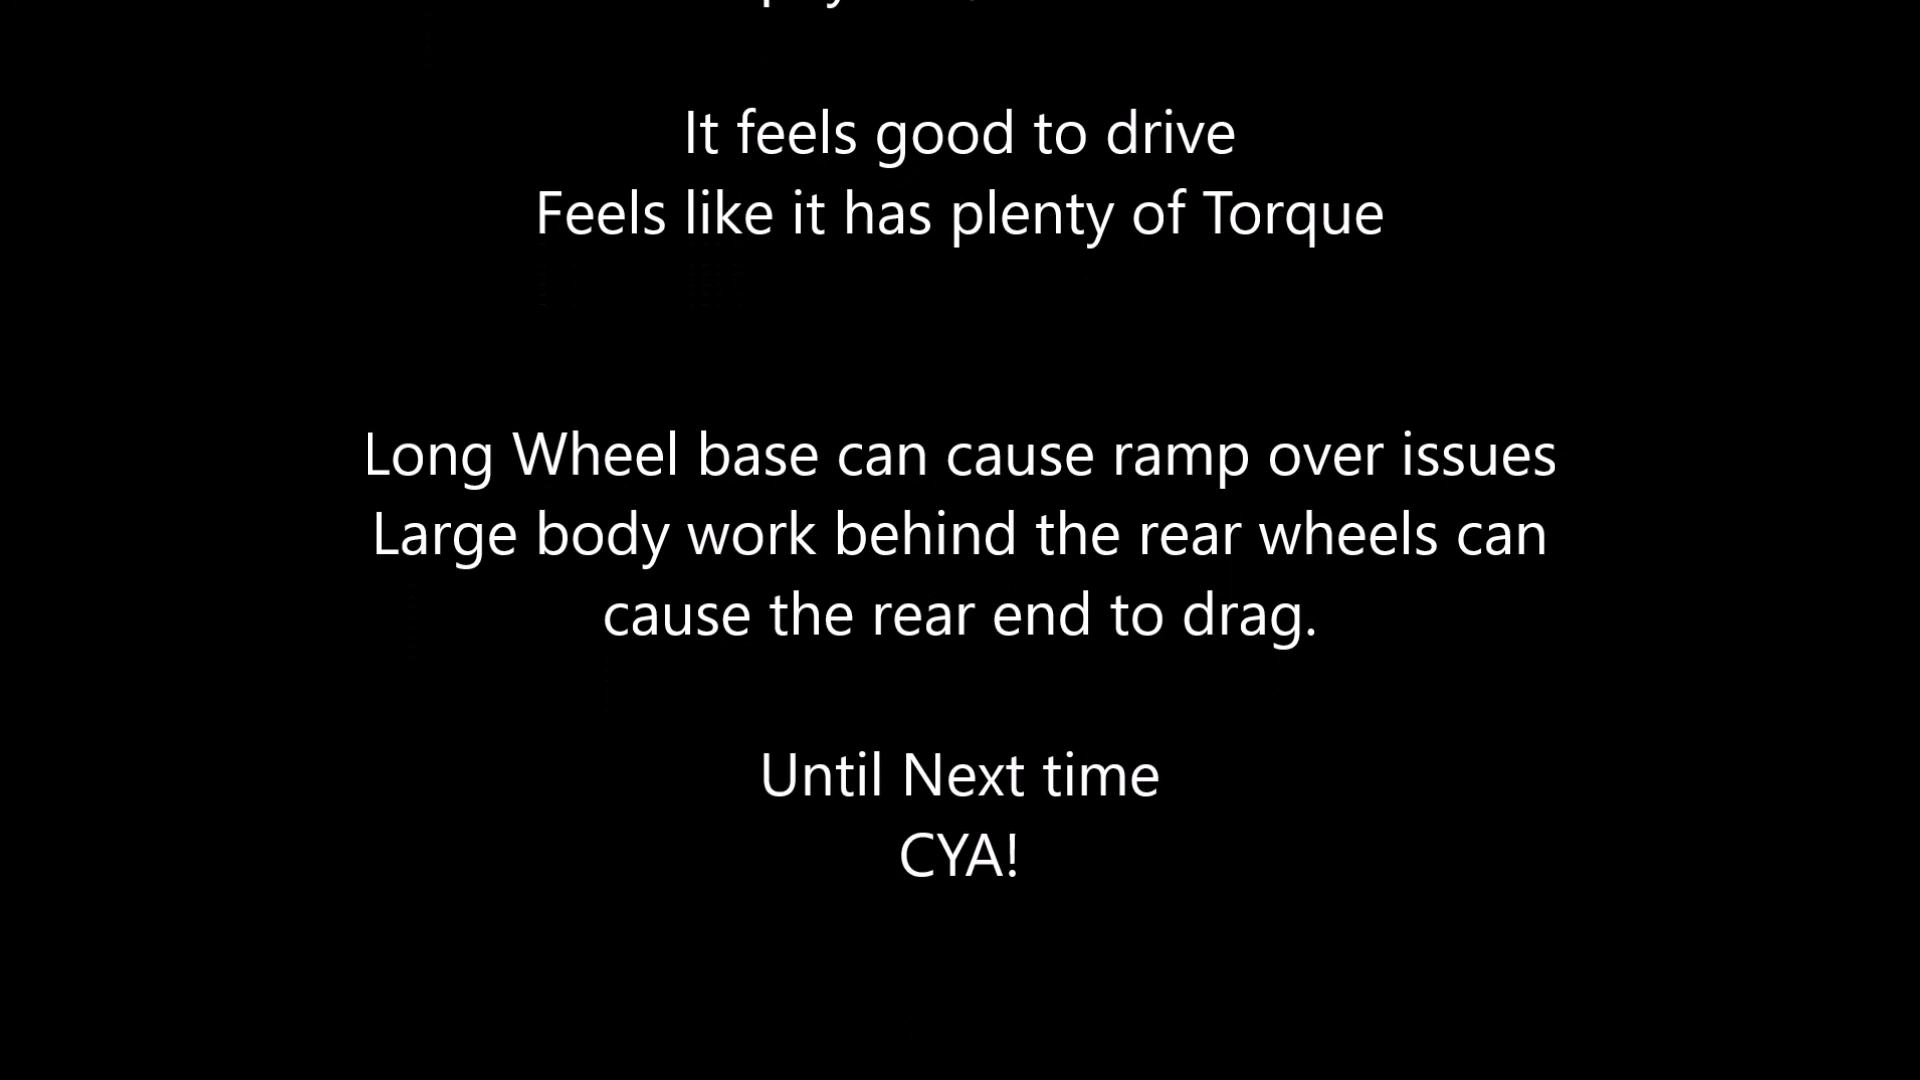 It feels good to drive
Feels like it has plenty of Torque
Long Wheel base can cause ramp over issues
Large body work behind the rear wheels can
cause the rear end to drag.
Until Next time
CYA!